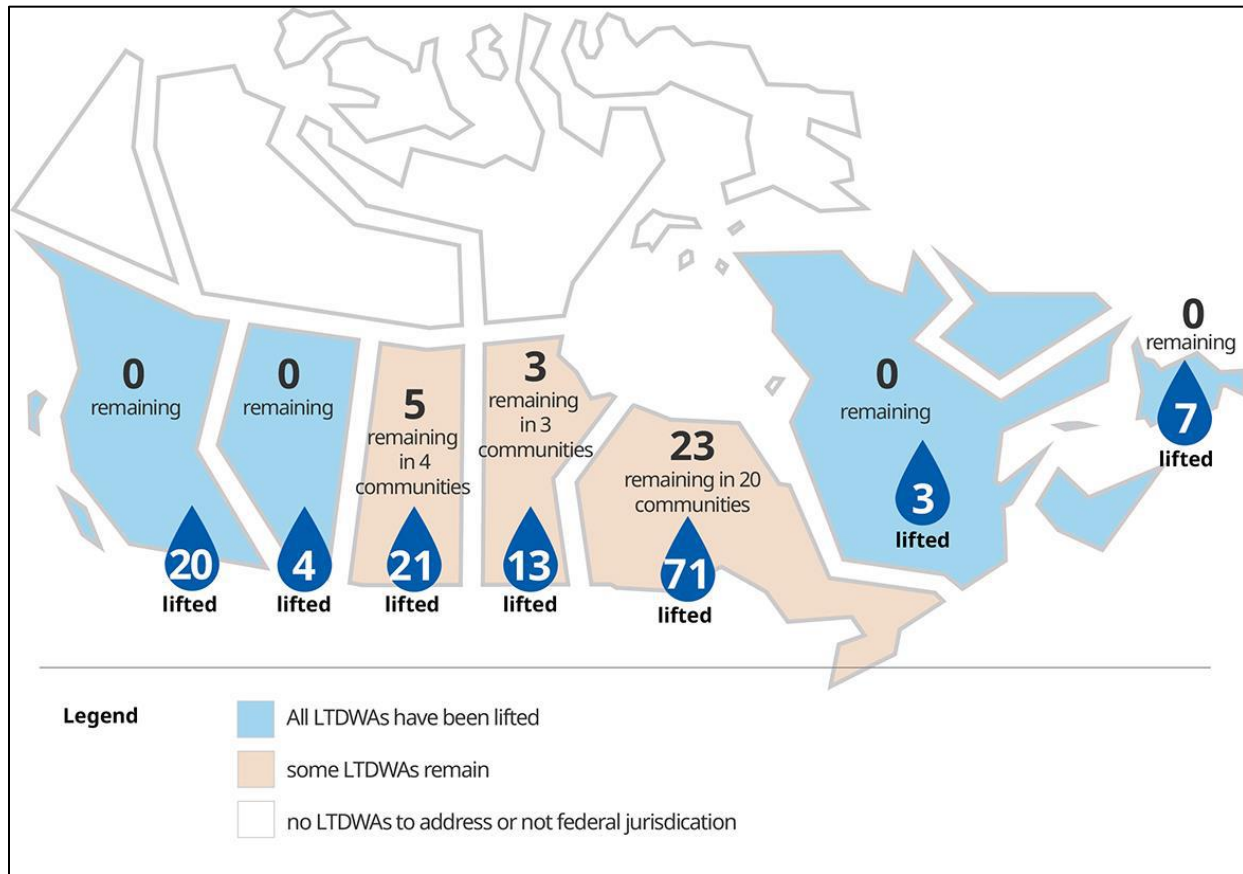 0
remaining
20
lifted
0
remaining
4
lifted
5
remaining
in 4
communities
21
lifted
3
remaining
in 3
communities
13
lifted
23
remaining in 20
communities
71
lifted
0
remaining
3
lifted
0
remaining
7
lifted
Legend
All LTDWAs have been lifted
some LTDWAs remain
no LTDWAs to address or not federal jurisdication